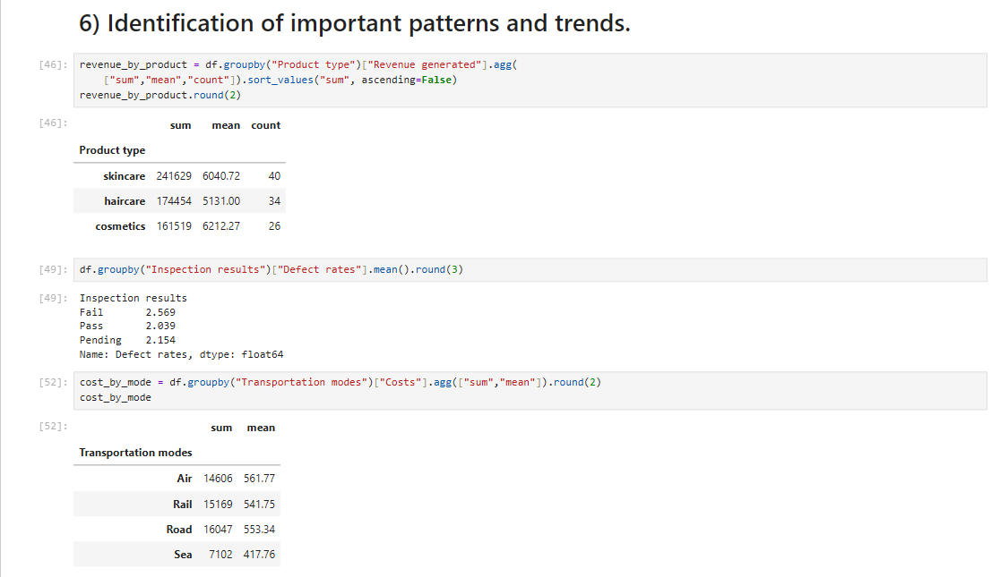 6) Identification of important patterns and trends.
[46]: revenue_by_product = df.groupby("Product type")["Revenue generated"].agg(
["sum","mean","count"]).sort_values("sum", ascending=False)
revenue_by_product.round(2)
[46]: sum mean count
Product type
skincare 241629 6040.72 40
haircare 174454 5131.00 34
cosmetics 161519 6212.27 26
[49]: df.groupby("Inspection results")["Defect rates"].mean().round(3)
[49]: Inspection results
Fail 2.569
Pass 2.039
Pending 2.154
Name: Defect rates, dtype: float64
[52]: cost_by_mode = df.groupby("Transportation modes")["Costs"].agg(["sum","mean"]).round(2)
cost_by_mode
[52]: sum mean
Transportation modes
Air 14606 561.77
Rail 15169 541.75
Road 16047 553.34
Sea 7102 417.76